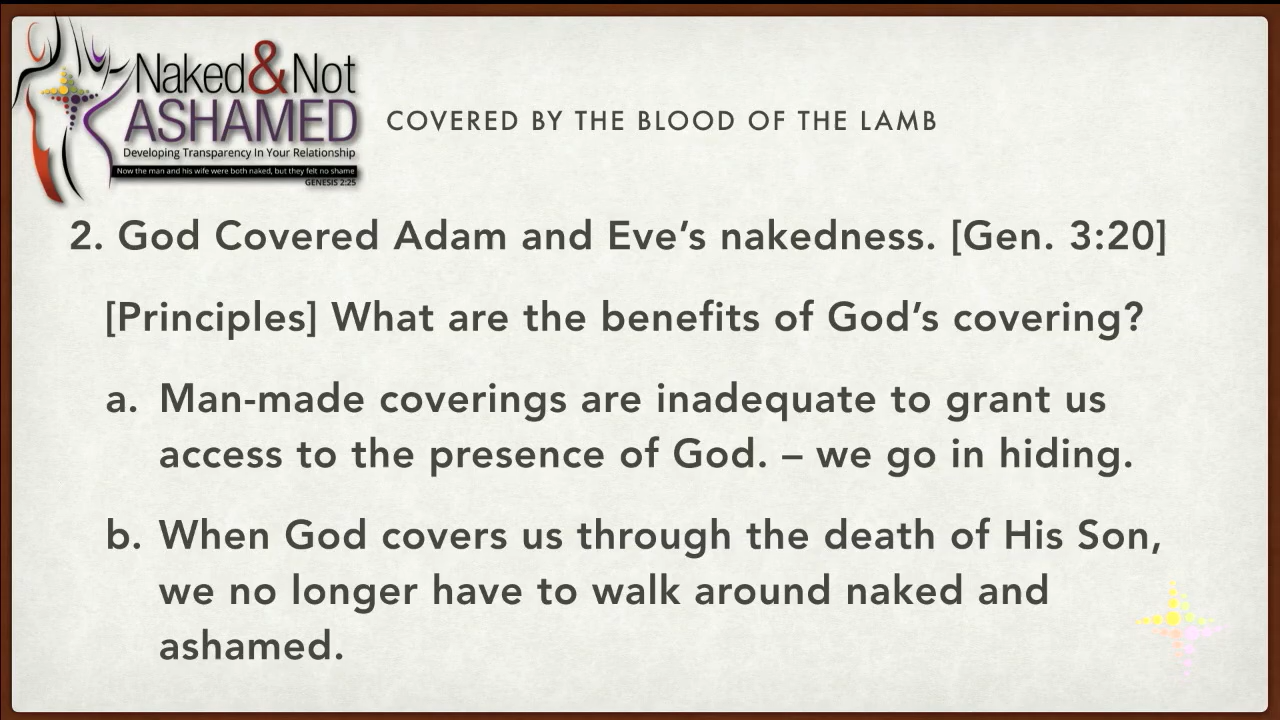 Naked&Not
ASHAMED
Developing Transparency In Your Relationship
Now the man and his wife were both naked, but they felt no shame
GENESIS 2:25
COVERED BY THE BLOOD OF THE LAMB
2. God Covered Adam and Eve’s nakedness. [Gen. 3:20]
[Principles] What are the benefits of God’s covering?
a. Man-made coverings are inadequate to grant us
access to the presence of God. – we go in hiding.
b. When God covers us through the death of His Son,
we no longer have to walk around naked and
ashamed.